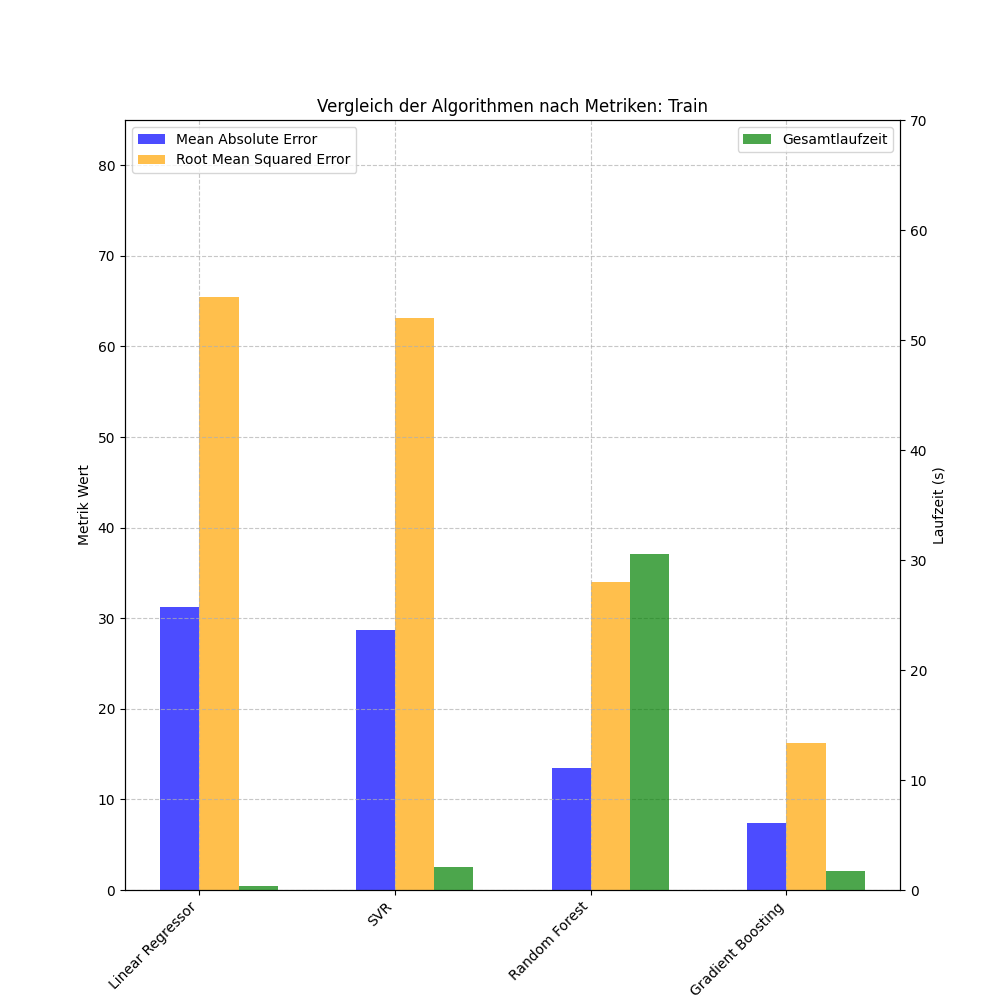 Vergleich der Algorithmen nach Metriken: Train
Mean Absolute Error
Root Mean Squared Error
Gesamtlaufzeit
80
70
60
50
40
30
20
10
0
Metrik Wert
70
60
50
40
30
20
10
0
Laufzeit (s)
Linear Regressor
SVR
Random Forest
Gradient Boosting